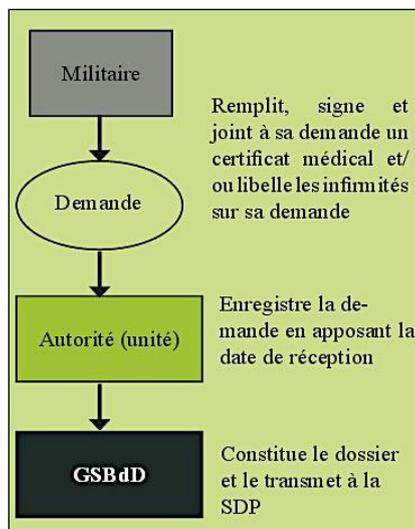 Militaire
Remplit, signe et
joint à sa demande un
certificat médical et/
ou libelle les infirmités
sur sa demande
Demande
Enregistre la de-
mande en apposant la
date de réception
Autorité (unité)
GSBdD
Constitue le dossier
et le transmet à la
SDP